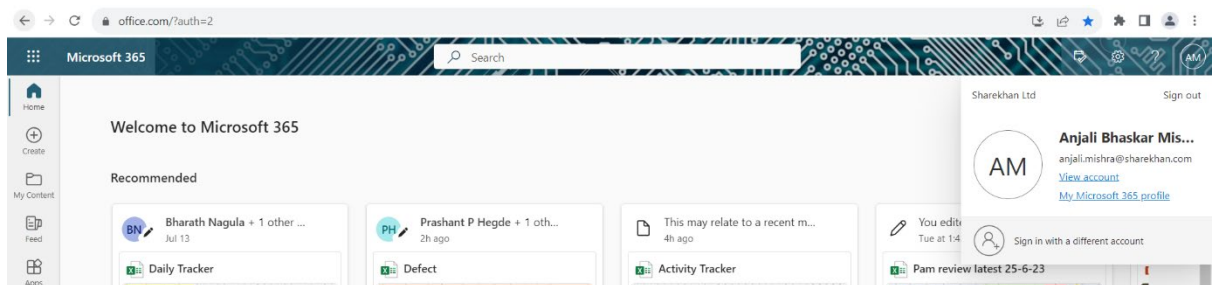 office.com/?auth=2
Microsoft 365
Search
AM
Home
Create
My Content
Feed
Apps
Welcome to Microsoft 365
Recommended
BN
Bharath Nagula + 1 other ...
Jul 13
Daily Tracker
PH
Prashant P Hegde + 1 oth...
2h ago
Defect
This may relate to a recent m...
4h ago
Activity Tracker
You edite
Tue at 1:4
Pam review latest 25-6-23
Sharekhan Ltd
Sign out
AM
Anjali Bhaskar Mis...
anjali.mishra@sharekhan.com
View account
My Microsoft 365 profile
Sign in with a different account